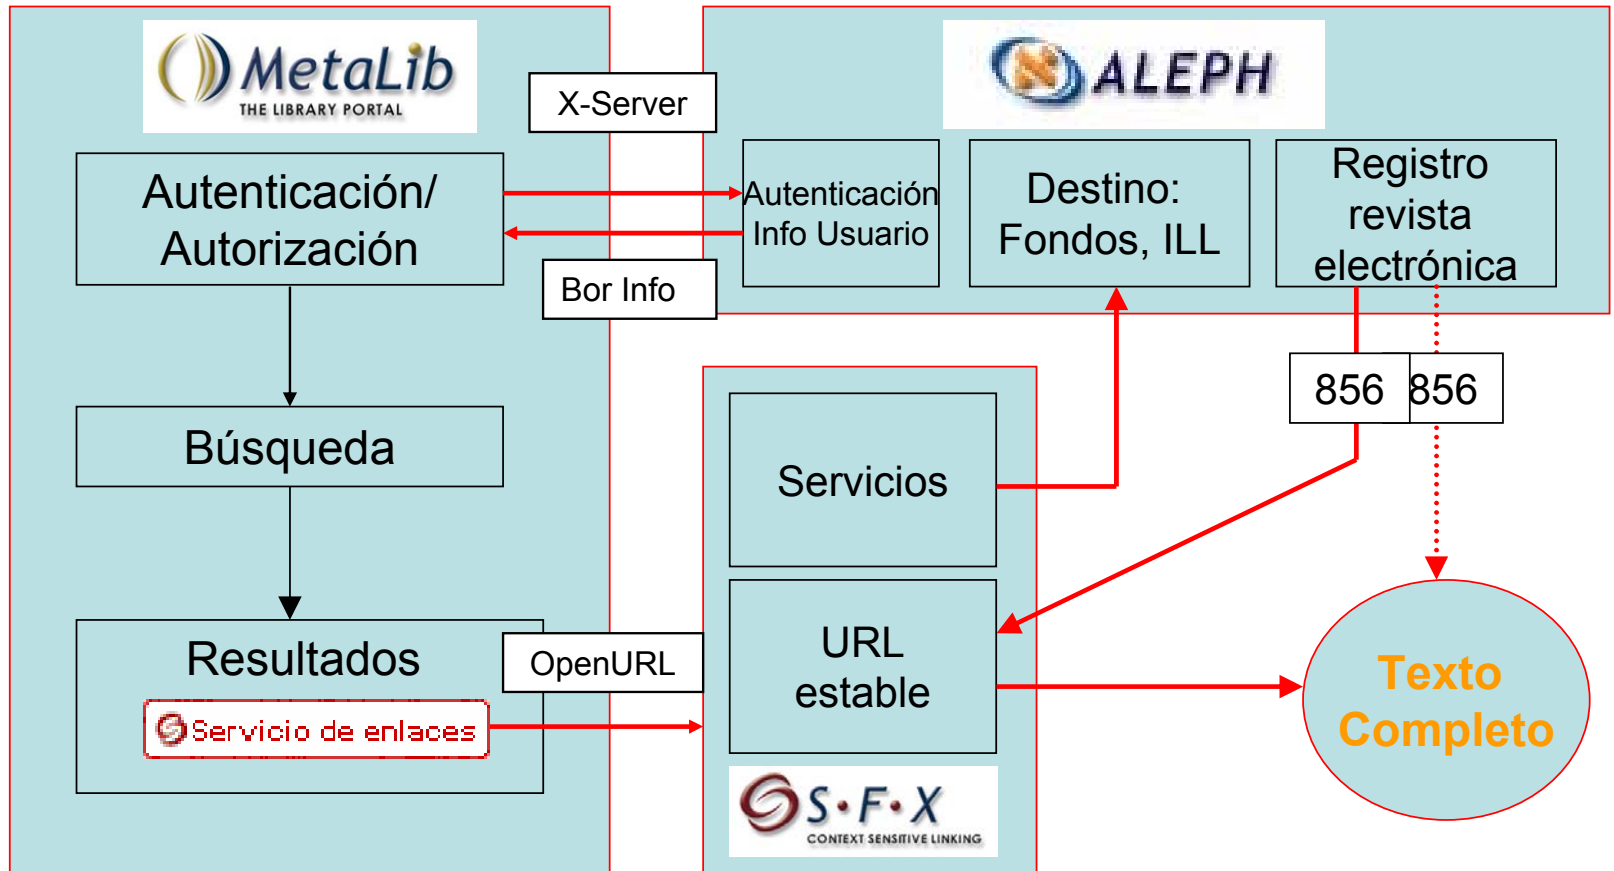 MetaLib
THE LIBRARY PORTAL
X-Server
ALEPH
Autenticación/
Autorización
Autenticación
Info Usuario
Destino:
Fondos, ILL
Registro
revista
electrónica
Bor Info
856
856
Búsqueda
Servicios
Resultados
Servicio de enlaces
OpenURL
URL
estable
Texto
Completo
S·F·X
CONTEXT SENSITIVE LINKING